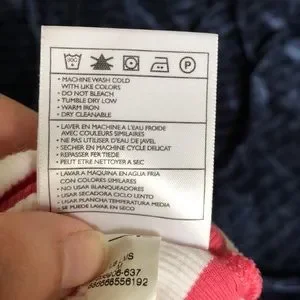 P
• MACHINE WASH COLD
WITH LIKE COLORS
• DO NOT BLEACH
• TUMBLE DRY LOW
• WARM IRON
• DRY CLEANABLE
• LAVER EN MACHINE A L'EAU FROIDE
AVEC COULEURS SIMILAIRES
• NE PAS UTILISER D'EAU DE JAVEL
• SECHER EN MACHINE CYCLE DELICAT
• REPASSER FER TIEDE
• PEUT ETRE NETTOYER A SEC
• LAVAR A MAQUINA EN AGUA FRIA
CON COLORES SIMILARES
• NO USAR BLANQUEADORES
• USAR SECADORA CICLO LENTO
• USAR PLANCHA TEMPERATURA MEDIA
• SE PUEDE LAVAR EN SECO